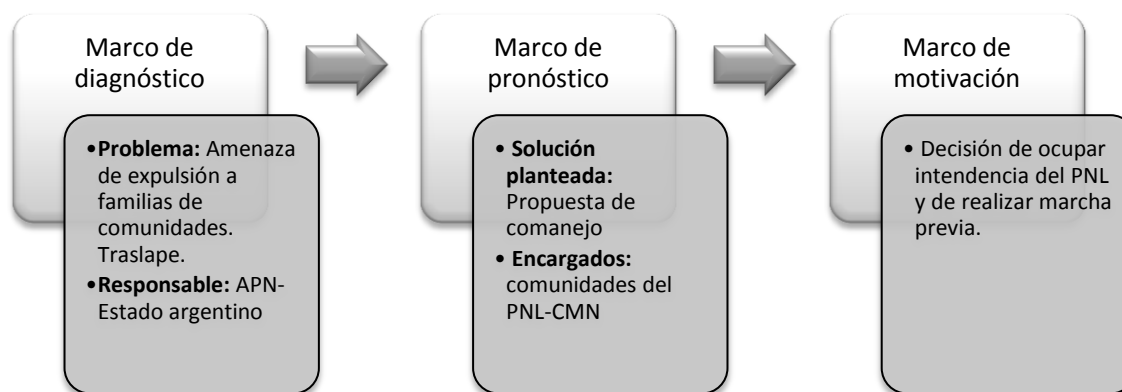 Marco de
diagnóstico
•Problema: Amenaza
de expulsión a
familias de
comunidades.
Traslape.
•Responsable: APN-
Estado argentino
Marco de
pronóstico
• Solución
planteada:
Propuesta de
comanejo
• Encargados:
comunidades del
PNL-CMN
Marco de
motivación
• Decisión de ocupar
intendencia del PNL
y de realizar marcha
previa.